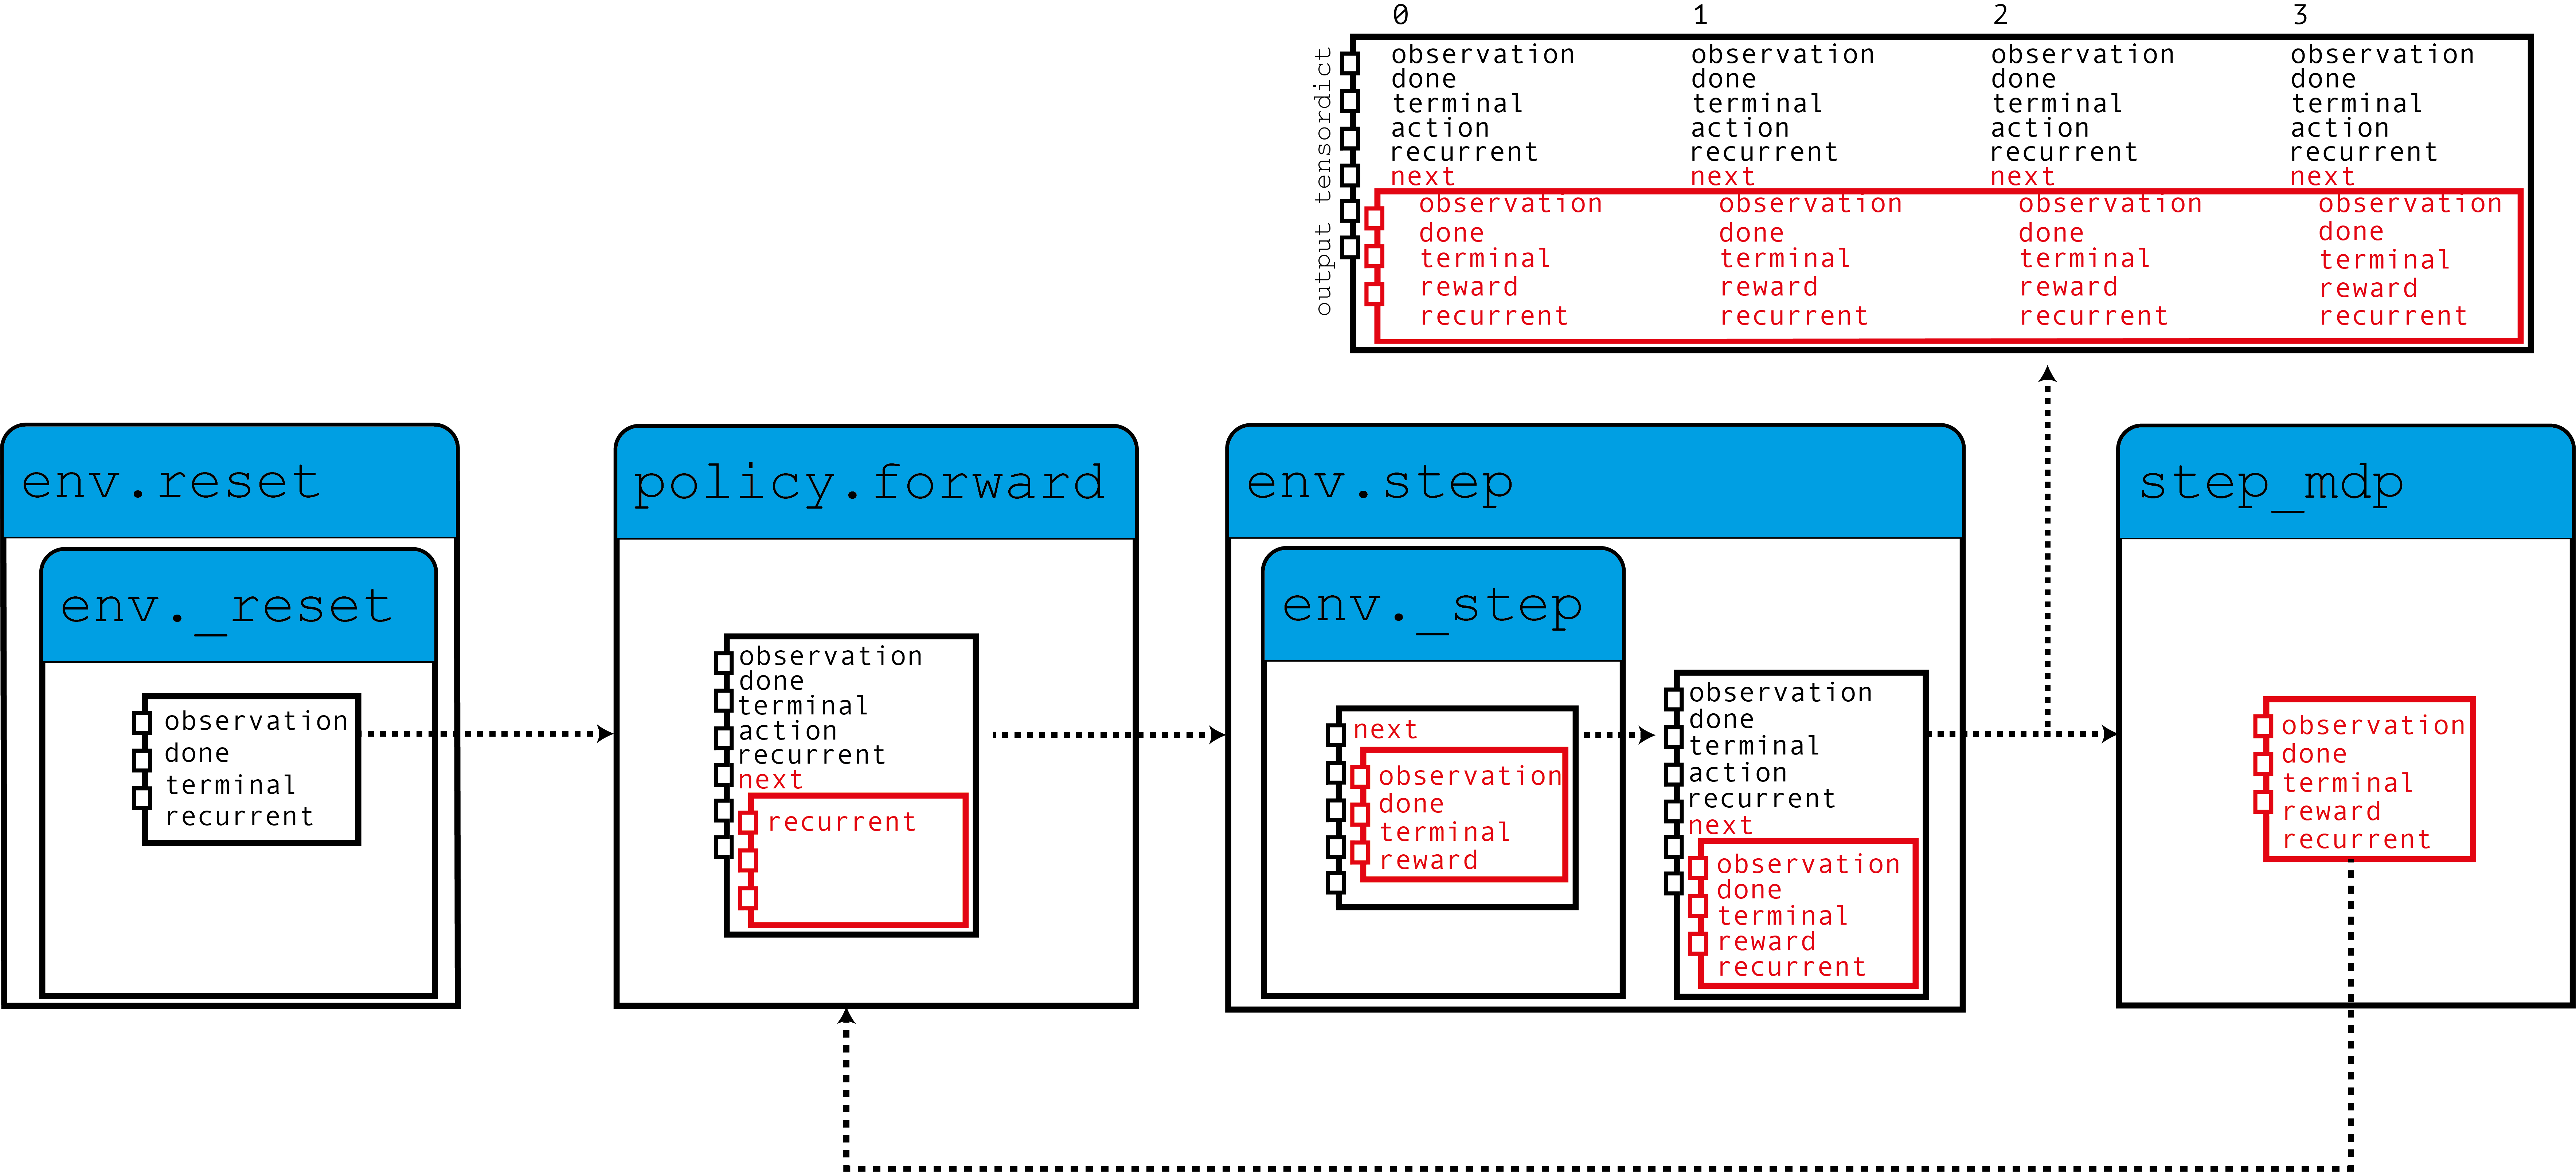 0 1 2 3
output tensordict
observation observation observation observation
done done done done
terminal terminal terminal terminal
action action action action
recurrent recurrent recurrent recurrent
next next next next
observation observation observation observation
done done done done
terminal terminal terminal terminal
reward reward reward reward
recurrent recurrent recurrent recurrent
env.reset
env._reset
observation
done
terminal
recurrent
policy.forward
observation
done
terminal
action
recurrent
next
recurrent
env.step
env._step
next
observation
done
terminal
reward
observation
done
terminal
action
recurrent
next
observation
done
terminal
reward
recurrent
step_mdp
observation
done
terminal
reward
recurrent